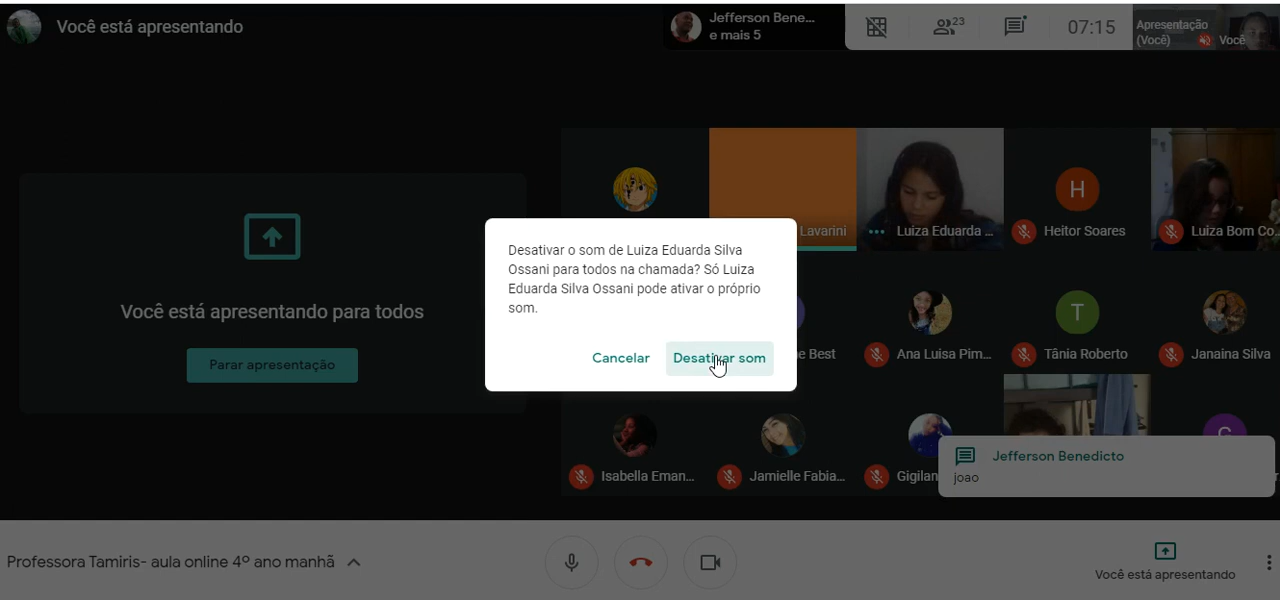 Você está apresentando
Jefferson Bene...
e mais 5
23
07:15
Apresentação
(Você)
Você
Lavarini
Luiza Eduarda ...
H
Heitor Soares
Luiza Bom Co...
Desativar o som de Luiza Eduarda Silva
Ossani para todos na chamada? Só Luiza
Eduarda Silva Ossani pode ativar o próprio
som.
Cancelar
Desativar som
Você está apresentando para todos
Parar apresentação
e Best
Ana Luisa Pim...
T
Tânia Roberto
Janaina Silva
Isabella Eman...
Jamielle Fabia...
Gigilan
Jefferson Benedicto
joao
Professora Tamiris- aula online 4º ano manhã
Você está apresentando